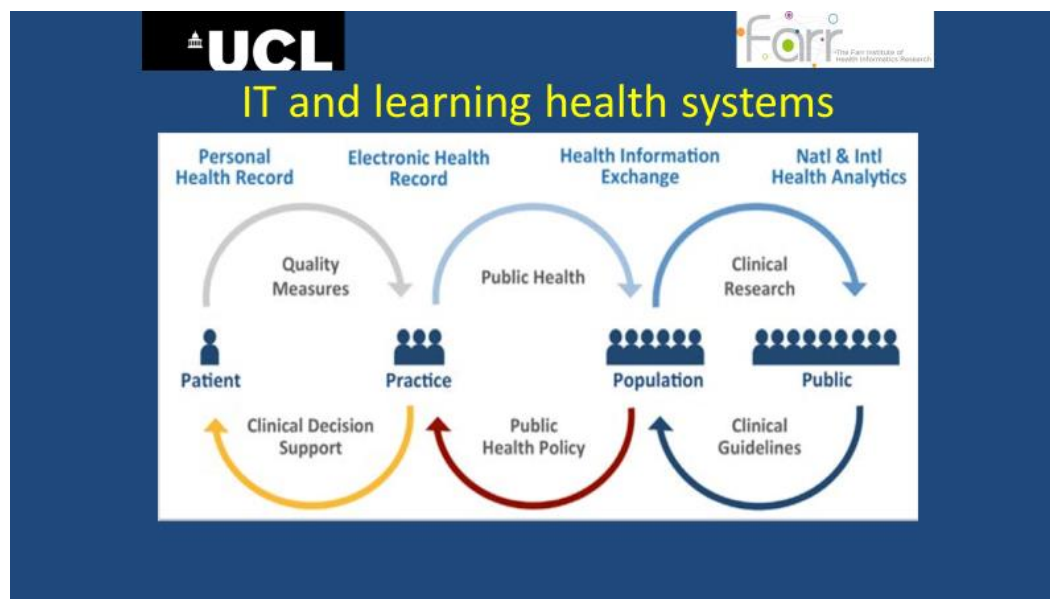 UCL
Farr
The Farr Institute of
Health Informatics Research
IT and learning health systems
Personal
Health Record
Electronic Health
Record
Health Information
Exchange
Natl & Intl
Health Analytics
Quality
Measures
Public Health
Clinical
Research
Patient
Practice
Population
Public
Clinical Decision
Support
Public
Health Policy
Clinical
Guidelines